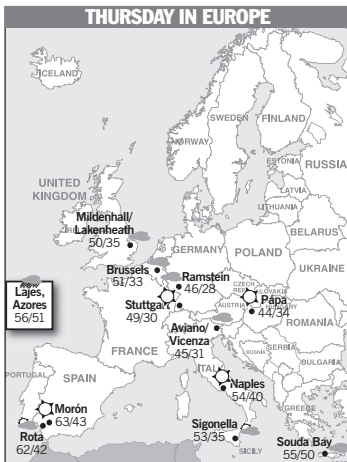 THURSDAY IN EUROPE
ICELAND
SWEDEN
FINLAND
NORWAY
ESTONIA
RUSSIA
LATVIA
LITHUANIA
UNITED
KINGDOM
BELARUS
Mildenhall/
Lakenheath
50/35
GERMANY
POLAND
UKRAINE
Brussels
51/33
Ramstein
46/28
CZECH
SLOVAKIA
Lajes,
Azores
56/51
Stuttgart
49/30
AUSTRIA
Pápa
44/34
ROMANIA
Aviano/
Vicenza
45/31
FRANCE
BOSNIA
SERBIA
BULGARIA
ITALY
PORTUGAL
SPAIN
Naples
54/40
Morón
63/43
GREECE
Sigonella
53/35
Rota
62/42
SICILY
Souda Bay
55/50